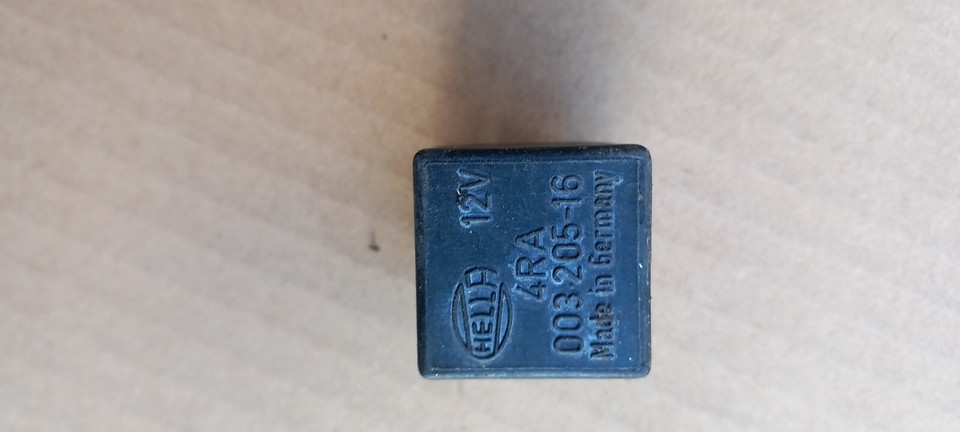 HELLA 12V
4RA
003 205-16
Made in Germany